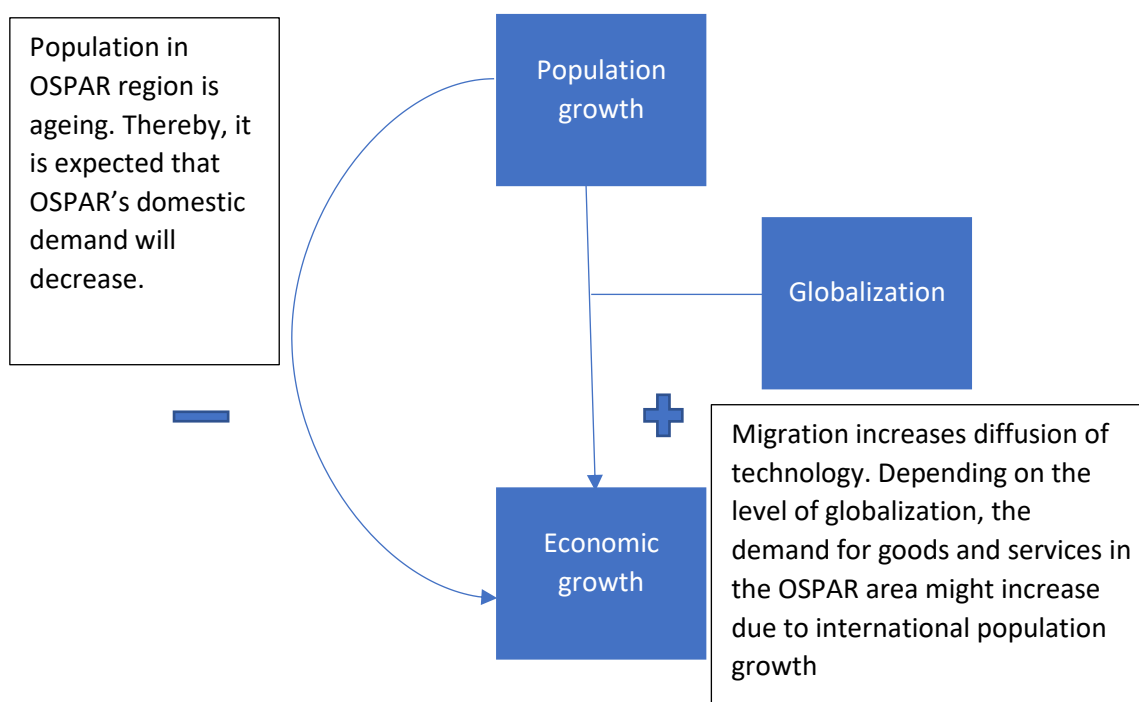 Population in
OSPAR region is
ageing. Thereby, it
is expected that
OSPAR’s domestic
demand will
decrease.
Population
growth
Globalization
Economic
growth
Migration increases diffusion of
technology. Depending on the
level of globalization, the
demand for goods and services in
the OSPAR area might increase
due to international population
growth